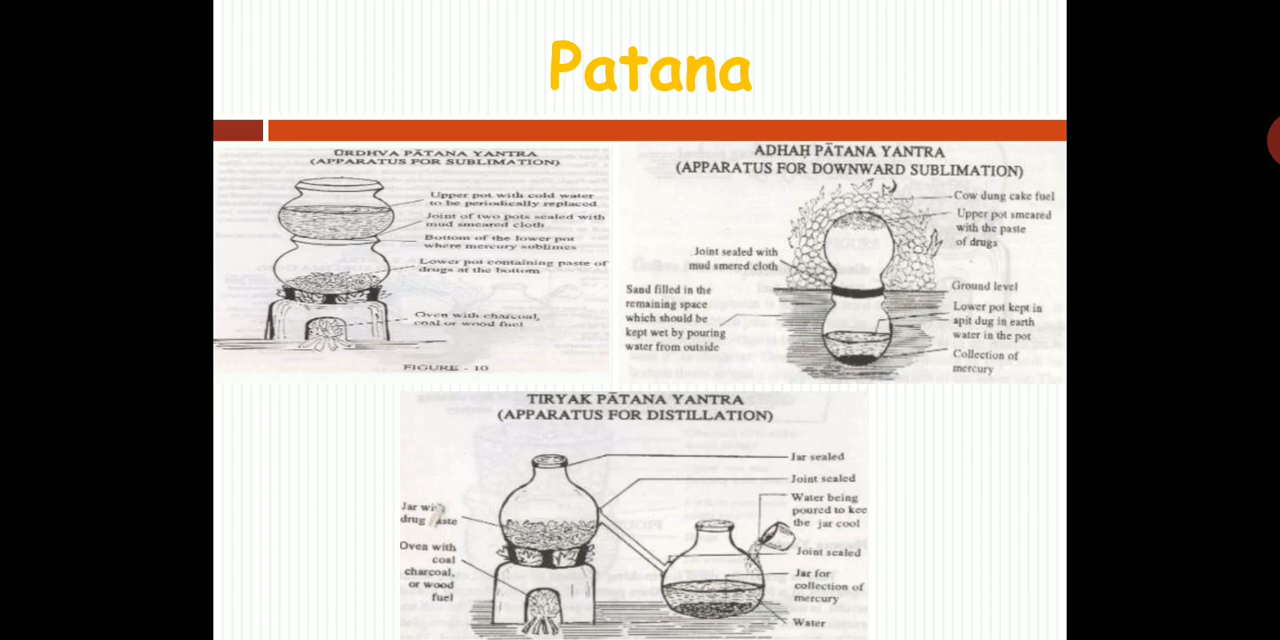 Patana
ŪRDHVA PĀTANA YANTRA
(APPARATUS FOR SUBLIMATION)
Upper pot with cold water
to be periodically replaced
Joint of two pots sealed with
mud smeared cloth
Bottom of the lower pot
where mercury sublimes
Lower pot containing paste of
drugs at the bottom
Oven with charcoal,
coal or wood fuel
FIGURE - 10
ADHAḤ PĀTANA YANTRA
(APPARATUS FOR DOWNWARD SUBLIMATION)
Cow dung cake fuel
Upper pot smeared
with the paste
of drugs
Joint sealed with
mud smered cloth
Ground level
Sand filled in the
remaining space
which should be
kept wet by pouring
water from outside
Lower pot kept in
apit dug in earth
water in the pot
Collection of
mercury
TIRYAK PĀTANA YANTRA
(APPARATUS FOR DISTILLATION)
Jar sealed
Joint sealed
Water being
poured to kee
the jar cool
Jar
drug
Oven with
coal
charcoal,
or wood
fuel
Joint sealed
Jar for
collection of
mercury
Water